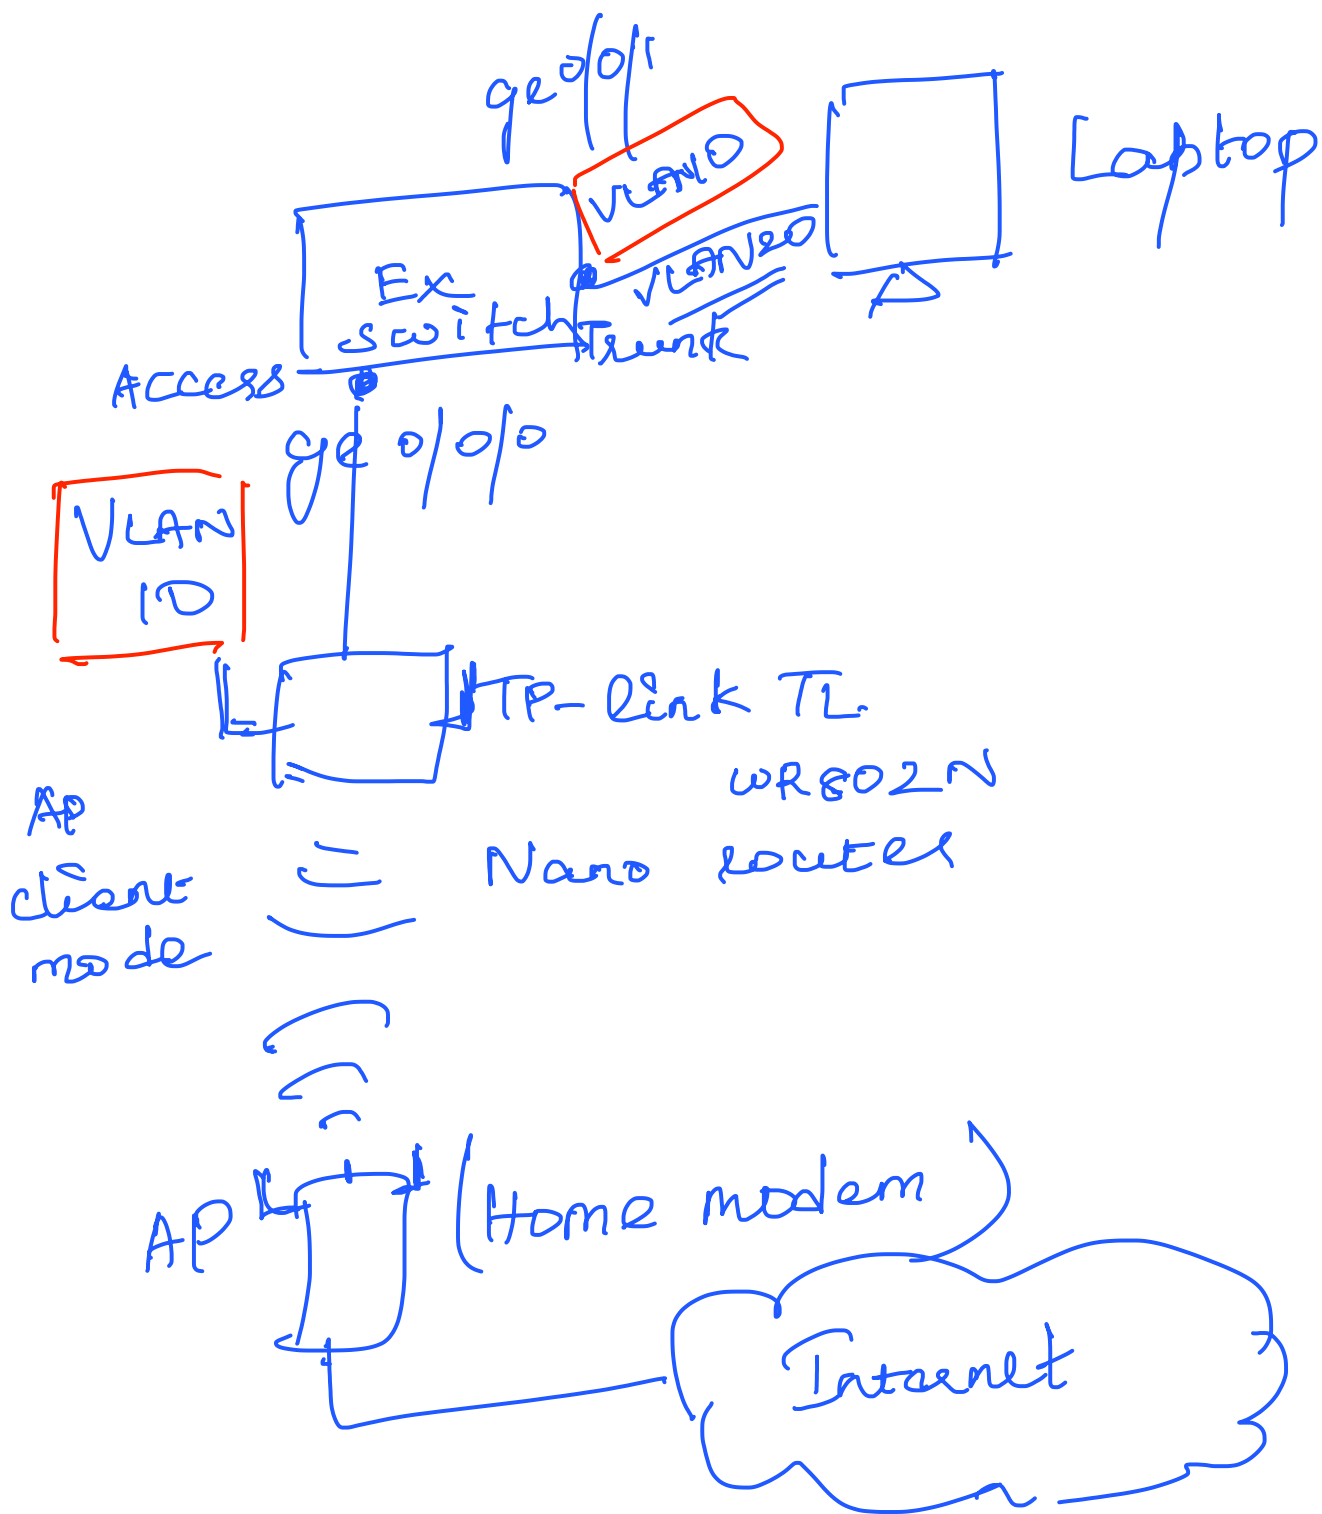 ge 0/0/1
VLAN10
Laptop
VLAN20
Ex
switch
Trunk
Access
ge 0/0/0
VLAN
10
TP-link TL
WR802N
Nano router
AP
client
mode
AP
(Home modem)
Internet